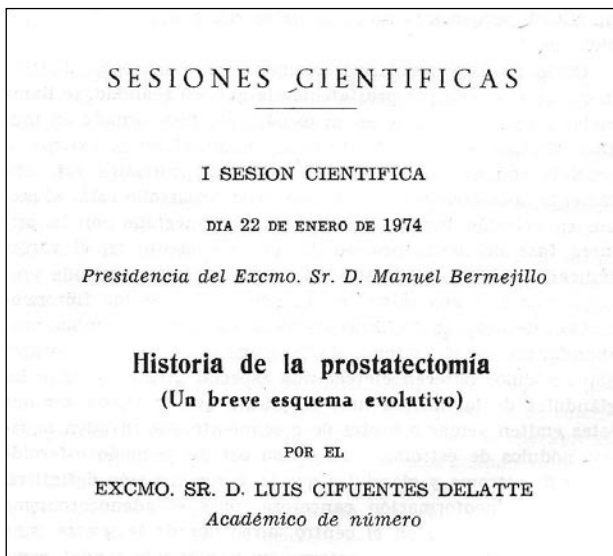 SESIONES CIENTIFICAS
I SESION CIENTIFICA
DIA 22 DE ENERO DE 1974
Presidencia del Excmo. Sr. D. Manuel Bermejillo
Historia de la prostatectomía
(Un breve esquema evolutivo)
POR EL
EXCMO. SR. D. LUIS CIFUENTES DELATTE
Académico de número